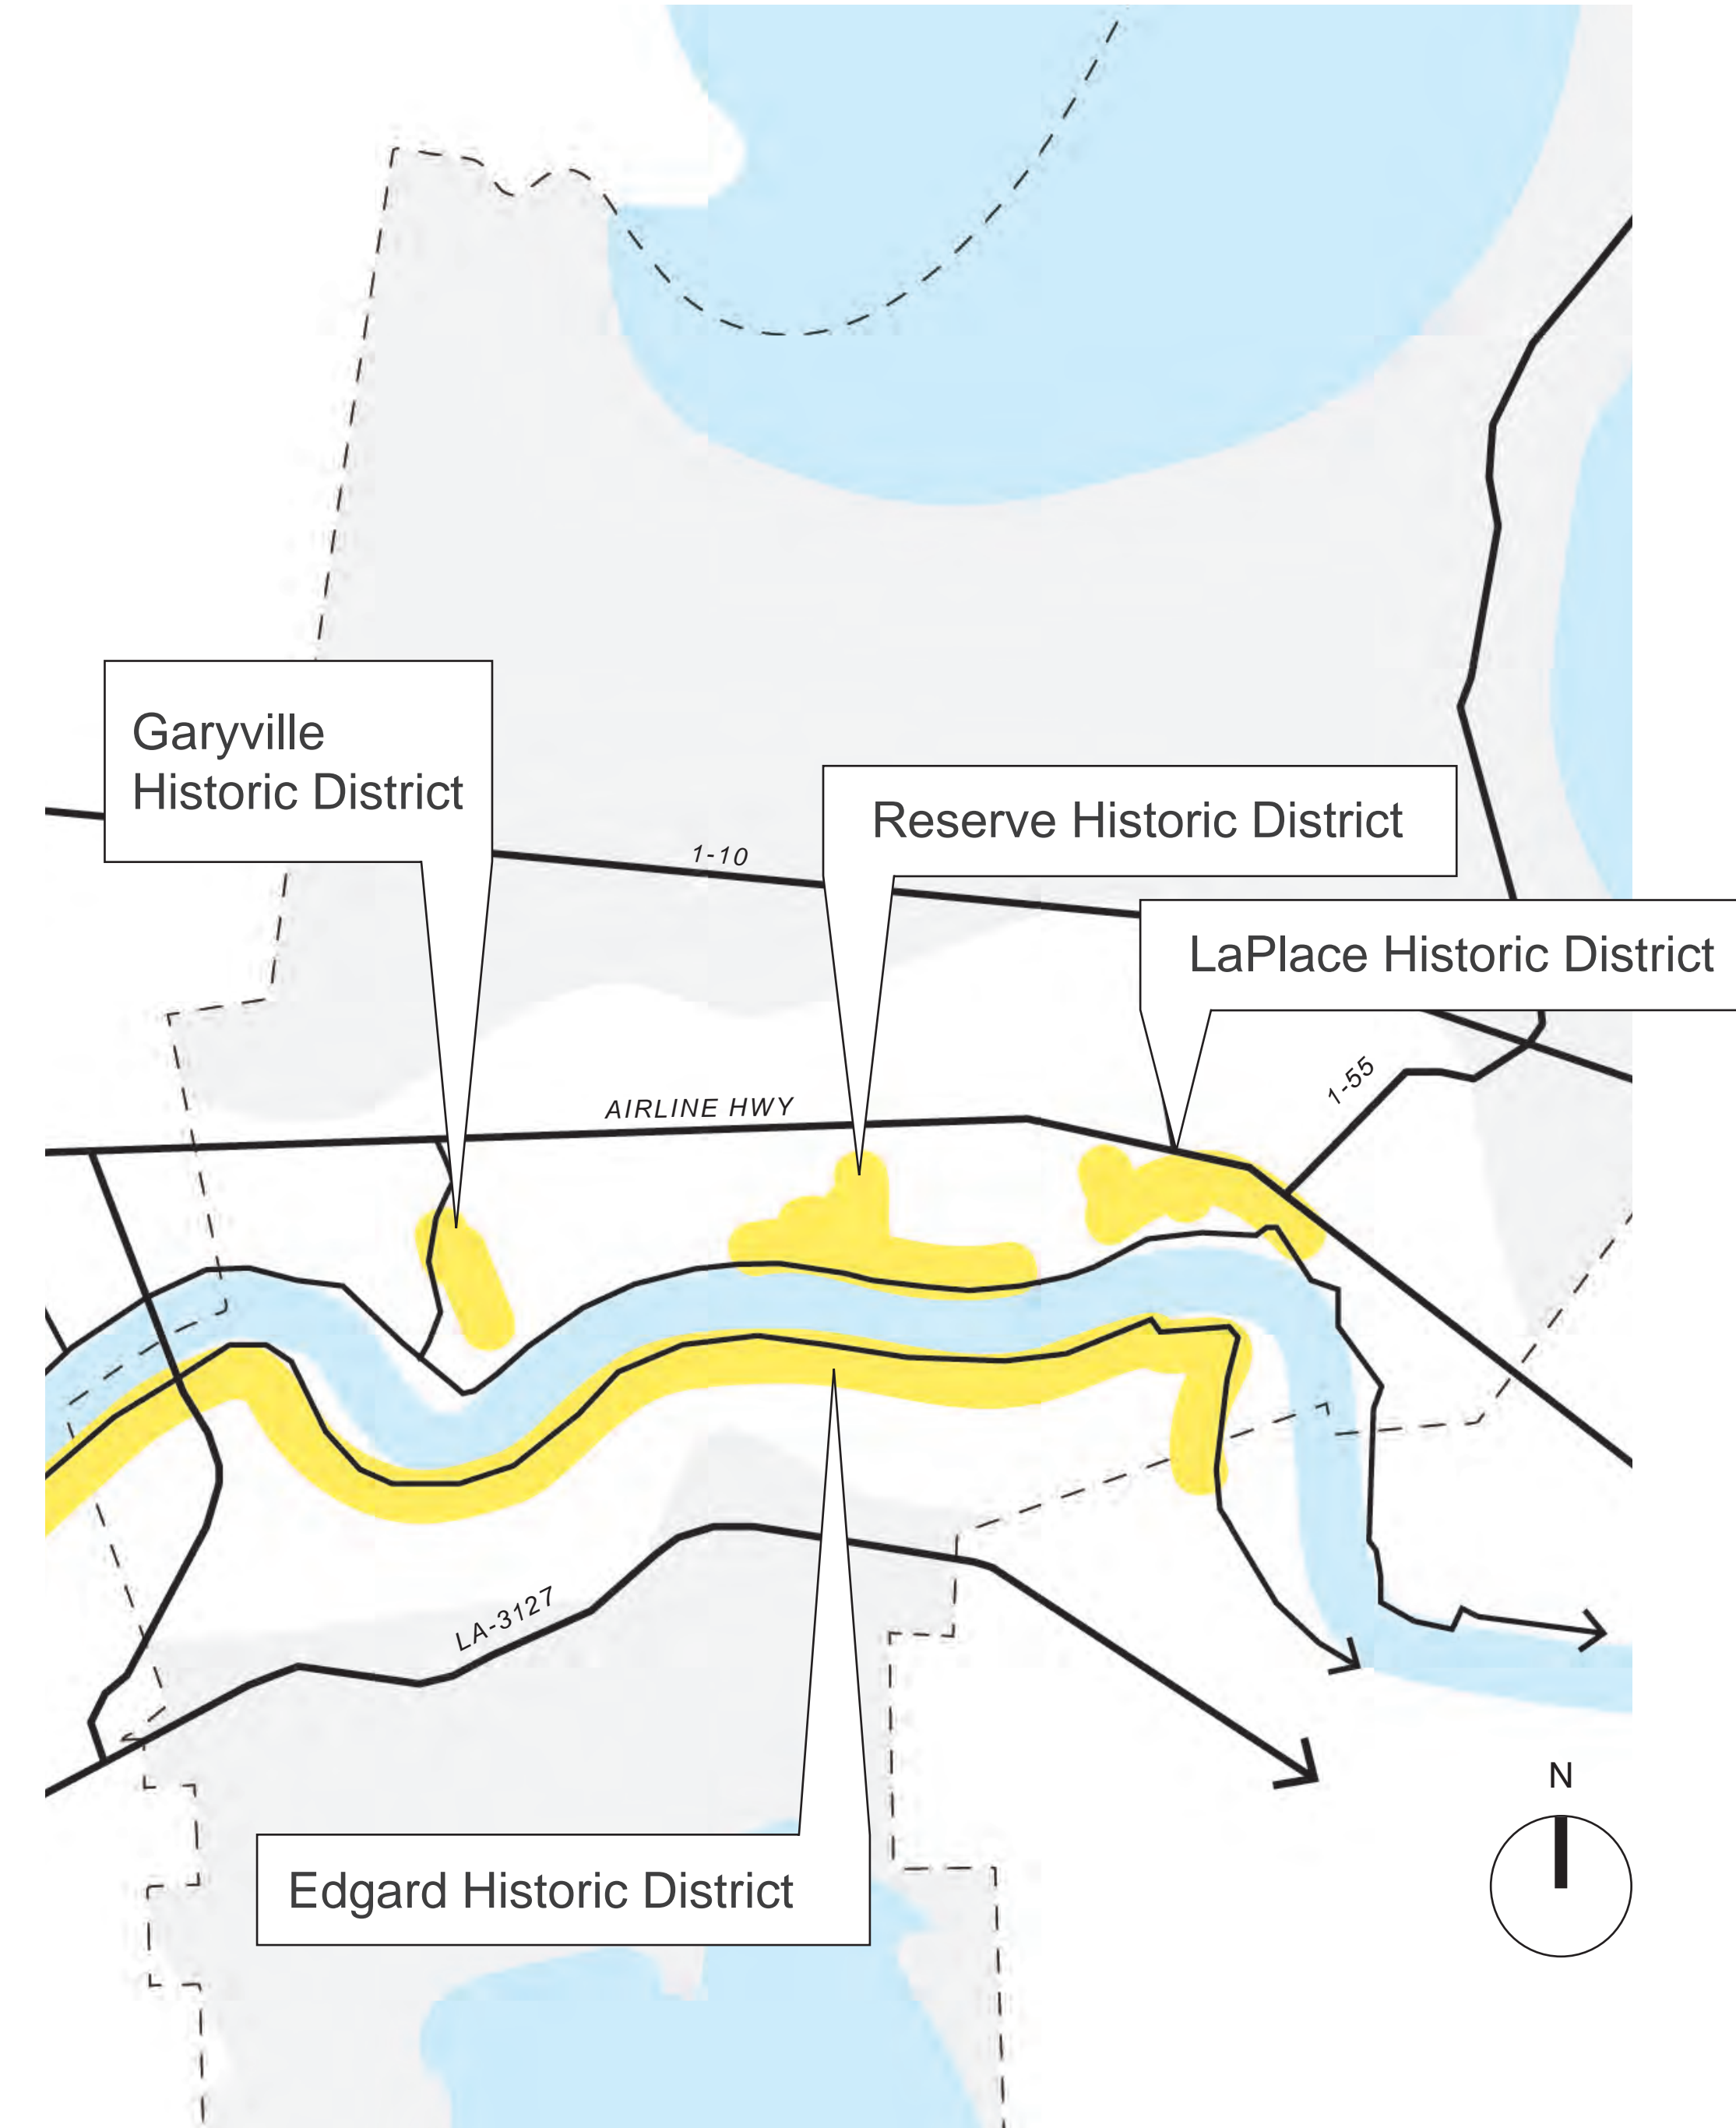 Garyville
Historic District
Reserve Historic District
1-10
LaPlace Historic District
1-55
AIRLINE HWY
LA-3127
N
Edgard Historic District